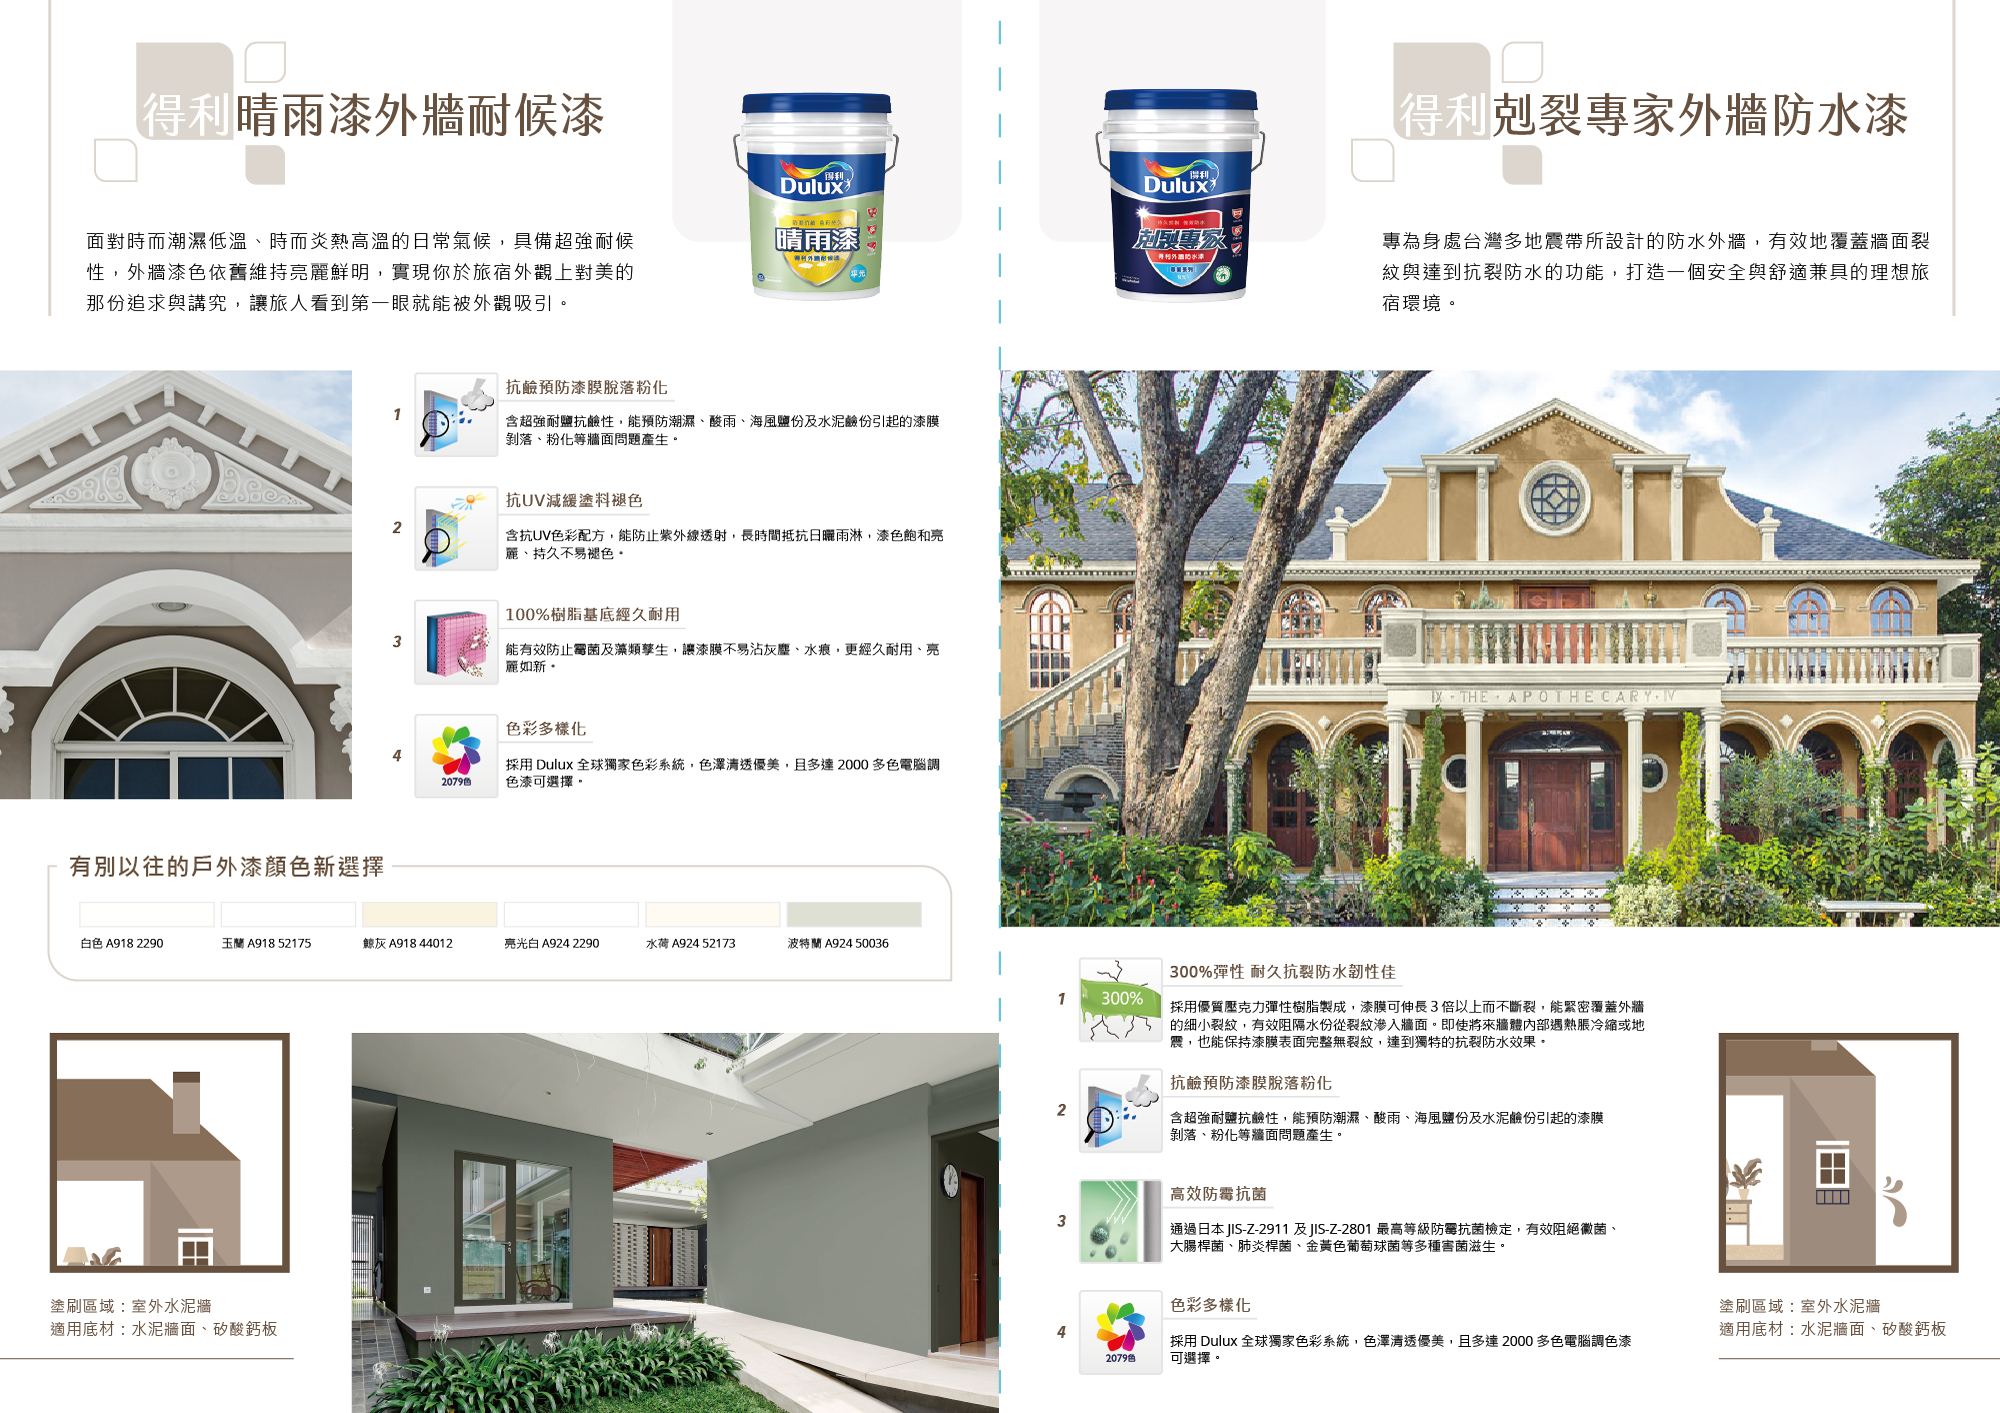 得利晴雨漆外牆耐候漆
面對時而潮濕低溫、時而炎熱高溫的日常氣候，具備超強耐候
性，外牆漆色依舊維持亮麗鮮明，實現你於旅宿外觀上對美的
那份追求與講究，讓旅人看到第一眼就能被外觀吸引。
得利
Dulux
晴雨漆
得利外牆耐候漆
平光
1
抗鹼預防漆膜脫落粉化
含超強耐鹽抗鹼性，能預防潮濕、酸雨、海風鹽份及水泥鹼份引起的漆膜
剝落、粉化等牆面問題產生。
2
抗UV減緩塗料褪色
含抗UV色彩配方，能防止紫外線透射，長時間抵抗日曬雨淋，漆色飽和亮
麗、持久不易褪色。
3
100%樹脂基底經久耐用
能有效防止霉菌及藻類孳生，讓漆膜不易沾灰塵、水痕，更經久耐用、亮
麗如新。
4
2079色
色彩多樣化
採用 Dulux 全球獨家色彩系統，色澤清透優美，且多達 2000 多色電腦調
色漆可選擇。
有別以往的戶外漆顏色新選擇
白色 A918 2290
玉蘭 A918 52175
鯨灰 A918 44012
亮光白 A924 2290
水荷 A924 52173
波特蘭 A924 50036
塗刷區域：室外水泥牆
適用底材：水泥牆面、矽酸鈣板
得利剋裂專家外牆防水漆
專為身處台灣多地震帶所設計的防水外牆，有效地覆蓋牆面裂
紋與達到抗裂防水的功能，打造一個安全與舒適兼具的理想旅
宿環境。
得利
Dulux
剋裂專家
得利外牆防水漆
IX · THE · APOTHECARY · IV
1
300%
300%彈性 耐久抗裂防水韌性佳
採用優質壓克力彈性樹脂製成，漆膜可伸長 3 倍以上而不斷裂，能緊密覆蓋外牆
的細小裂紋，有效阻隔水份從裂紋滲入牆面。即使將來牆體內部遇熱脹冷縮或地
震，也能保持漆膜表面完整無裂紋，達到獨特的抗裂防水效果。
2
抗鹼預防漆膜脫落粉化
含超強耐鹽抗鹼性，能預防潮濕、酸雨、海風鹽份及水泥鹼份引起的漆膜
剝落、粉化等牆面問題產生。
3
高效防霉抗菌
通過日本 JIS-Z-2911 及 JIS-Z-2801 最高等級防霉抗菌檢定，有效阻絕黴菌、
大腸桿菌、肺炎桿菌、金黃色葡萄球菌等多種害菌滋生。
4
2079色
色彩多樣化
採用 Dulux 全球獨家色彩系統，色澤清透優美，且多達 2000 多色電腦調色漆
可選擇。
塗刷區域：室外水泥牆
適用底材：水泥牆面、矽酸鈣板